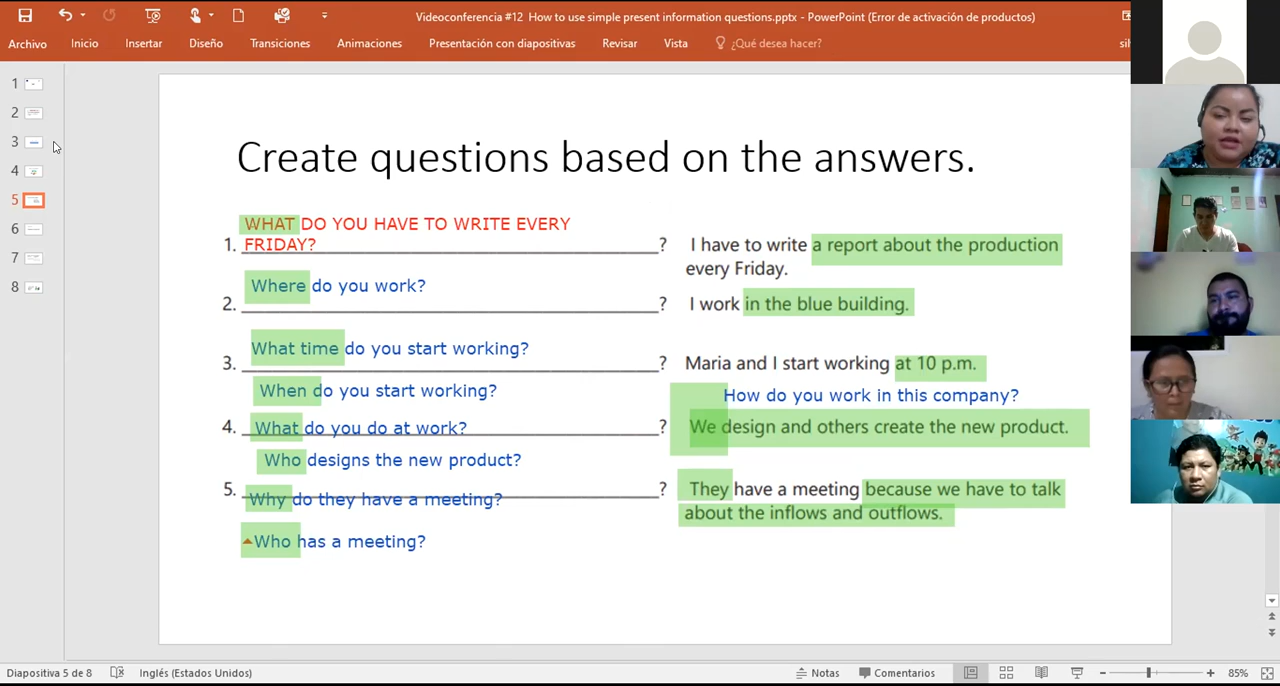 Videoconferencia #12 How to use simple present information questions.pptx - PowerPoint (Error de activación de productos)
Archivo Inicio Insertar Diseño Transiciones Animaciones Presentación con diapositivas Revisar Vista ¿Qué desea hacer?
1
2
3
4
5
6
7
8
Create questions based on the answers.
WHAT DO YOU HAVE TO WRITE EVERY
1. FRIDAY? ? I have to write a report about the production
every Friday.
Where do you work?
2. ? I work in the blue building.
What time do you start working?
3. ? Maria and I start working at 10 p.m.
When do you start working?
How do you work in this company?
4. What do you do at work? ? We design and others create the new product.
Who designs the new product?
5. ? They have a meeting because we have to talk
Why do they have a meeting?
about the inflows and outflows.
Who has a meeting?
Diapositiva 5 de 8 Inglés (Estados Unidos) Notas Comentarios 85%